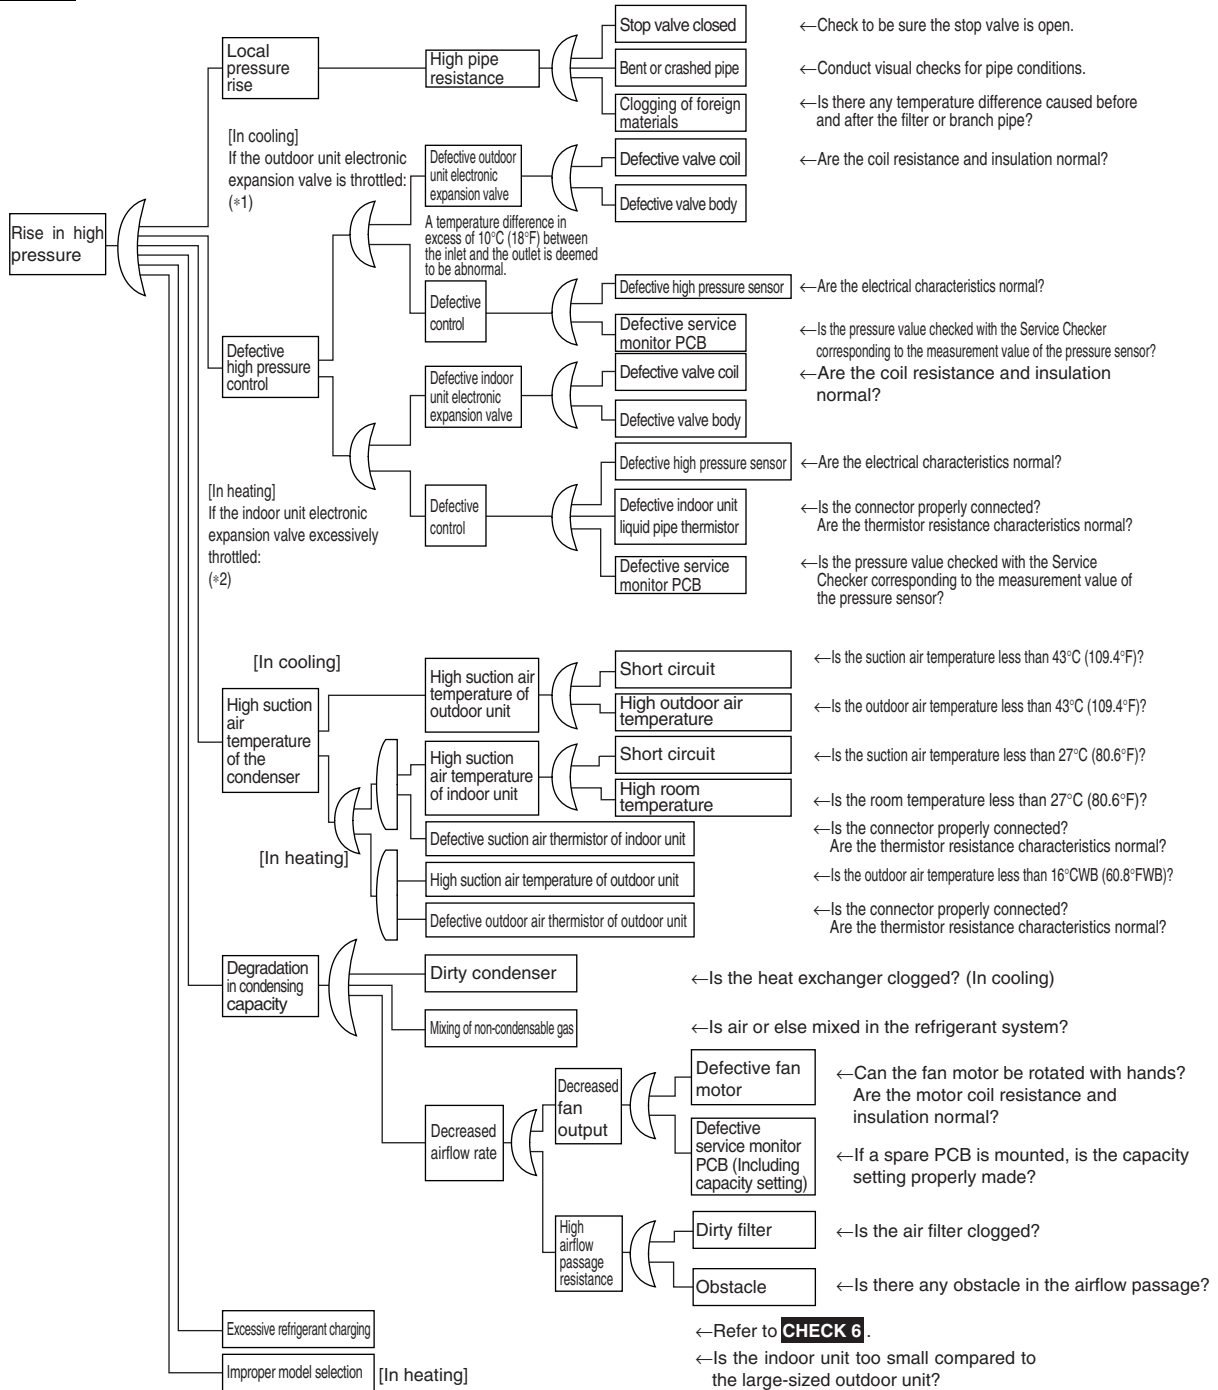 Rise in high
pressure
Local
pressure
rise
High pipe
resistance
Stop valve closed
←Check to be sure the stop valve is open.
Bent or crashed pipe
←Conduct visual checks for pipe conditions.
Clogging of foreign
materials
←Is there any temperature difference caused before
and after the filter or branch pipe?
[In cooling]
If the outdoor unit electronic
expansion valve is throttled:
(*1)
Defective outdoor
unit electronic
expansion valve
Defective valve coil
←Are the coil resistance and insulation normal?
Defective valve body
A temperature difference in
excess of 10°C (18°F) between
the inlet and the outlet is deemed
to be abnormal.
Defective
control
Defective high pressure sensor
←Are the electrical characteristics normal?
Defective service
monitor PCB
←Is the pressure value checked with the Service Checker
corresponding to the measurement value of the pressure sensor?
Defective
high pressure
control
Defective indoor
unit electronic
expansion valve
Defective valve coil
←Are the coil resistance and insulation
normal?
Defective valve body
[In heating]
If the indoor unit electronic
expansion valve excessively
throttled:
(*2)
Defective
control
Defective high pressure sensor
←Are the electrical characteristics normal?
Defective indoor unit
liquid pipe thermistor
←Is the connector properly connected?
Are the thermistor resistance characteristics normal?
Defective service
monitor PCB
←Is the pressure value checked with the Service
Checker corresponding to the measurement value of
the pressure sensor?
[In cooling]
High suction
air
temperature
of the
condenser
High suction air
temperature of
outdoor unit
Short circuit
←Is the suction air temperature less than 43°C (109.4°F)?
High outdoor air
temperature
←Is the outdoor air temperature less than 43°C (109.4°F)?
High suction
air temperature
of indoor unit
Short circuit
←Is the suction air temperature less than 27°C (80.6°F)?
High room
temperature
←Is the room temperature less than 27°C (80.6°F)?
[In heating]
Defective suction air thermistor of indoor unit
←Is the connector properly connected?
Are the thermistor resistance characteristics normal?
High suction air temperature of outdoor unit
←Is the outdoor air temperature less than 16°CWB (60.8°FWB)?
Defective outdoor air thermistor of outdoor unit
←Is the connector properly connected?
Are the thermistor resistance characteristics normal?
Degradation
in condensing
capacity
Dirty condenser
←Is the heat exchanger clogged? (In cooling)
Mixing of non-condensable gas
←Is air or else mixed in the refrigerant system?
Decreased
airflow rate
Decreased
fan
output
Defective fan
motor
←Can the fan motor be rotated with hands?
Are the motor coil resistance and
insulation normal?
Defective
service monitor
PCB (Including
capacity setting)
←If a spare PCB is mounted, is the capacity
setting properly made?
High
airflow
passage
resistance
Dirty filter
←Is the air filter clogged?
Obstacle
←Is there any obstacle in the airflow passage?
Excessive refrigerant charging
←Refer to CHECK 6 .
Improper model selection
[In heating]
←Is the indoor unit too small compared to
the large-sized outdoor unit?